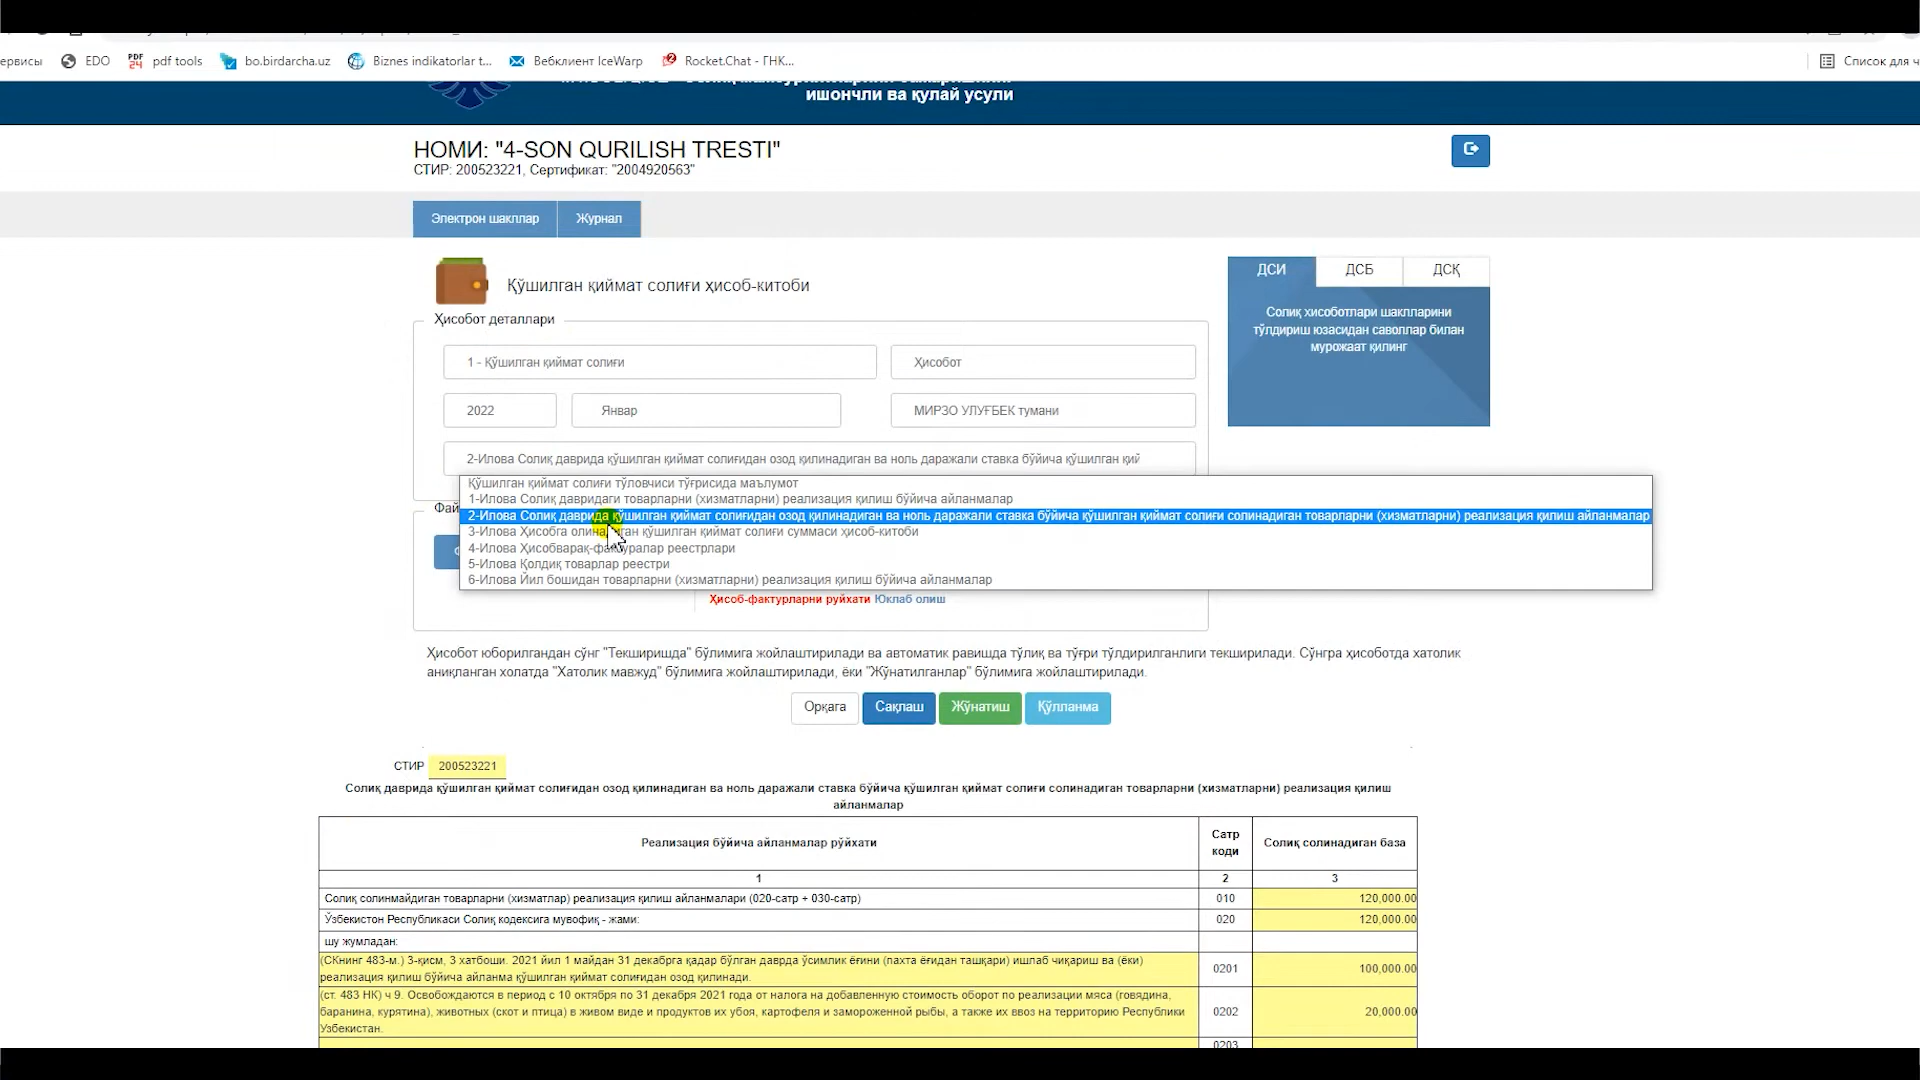 ервисы EDO pdf tools bo.birdarcha.uz Biznes indikatorlar t... Вебклиент IceWarp Rocket.Chat - ГНК... Список для ч
ишончли ва қулай усули
НОМИ: "4-SON QURILISH TRESTI"
СТИР: 200523221, Сертификат: "2004920563"
Электрон шакллар Журнал
Қўшилган қиймат солиғи ҳисоб-китоби
ДСИ ДСБ ДСҚ
Солиқ хисоботлари шаклларини
тўлдириш юзасидан саволлар билан
мурожаат қилинг
Ҳисобот деталлари
1 - Қўшилган қиймат солиғи Ҳисобот
2022 Январ МИРЗО УЛУҒБЕК тумани
2-Илова Солиқ даврида қўшилган қиймат солиғидан озод қилинадиган ва ноль даражали ставка бўйича қўшилган қий
Қўшилган қиймат солиғи тўловчиси тўғрисида маълумот
1-Илова Солиқ давридаги товарларни (хизматларни) реализация қилиш бўйича айланмалар
Фай
2-Илова Солиқ даврида қўшилган қиймат солиғидан озод қилинадиган ва ноль даражали ставка бўйича қўшилган қиймат солиғи солинадиган товарларни (хизматларни) реализация қилиш айланмалар
3-Илова Ҳисобга олинадиган қўшилган қиймат солиғи суммаси ҳисоб-китоби
4-Илова Ҳисобварақ-фактуралар реестрлари
5-Илова Қолдиқ товарлар реестри
6-Илова Йил бошидан товарларни (хизматларни) реализация қилиш бўйича айланмалар
Ҳисоб-фактурларни руйхати Юклаб олиш
Ҳисобот юборилгандан сўнг "Текширишда" бўлимига жойлаштирилади ва автоматик равишда тўлиқ ва тўғри тўлдирилганлиги текширилади. Сўнгра ҳисоботда хатолик
аниқланган холатда "Хатолик мавжуд" бўлимига жойлаштирилади, ёки "Жўнатилганлар" бўлимига жойлаштирилади.
Орқага Сақлаш Жўнатиш Қўлланма
СТИР 200523221
Солиқ даврида қўшилган қиймат солиғидан озод қилинадиган ва ноль даражали ставка бўйича қўшилган қиймат солиғи солинадиган товарларни (хизматларни) реализация қилиш
айланмалар
Реализация бўйича айланмалар рўйхати Сатр коди Солиқ солинадиган база
1 2 3
Солиқ солинмайдиган товарларни (хизматлар) реализация қилиш айланмалари (020-сатр + 030-сатр) 010 120,000.00
Ўзбекистон Республикаси Солиқ кодексига мувофиқ - жами: 020 120,000.00
шу жумладан:
(СКнинг 483-м.) 3-қисм, 3 хатбоши. 2021 йил 1 майдан 31 декабрга қадар бўлган даврда ўсимлик ёғини (пахта ёғидан ташқари) ишлаб чиқариш ва (ёки)
реализация қилиш бўйича айланма қўшилган қиймат солиғидан озод қилинади. 0201 100,000.00
(ст. 483 НК) ч 9. Освобождаются в период с 10 октября по 31 декабря 2021 года от налога на добавленную стоимость оборот по реализации мяса (говядина,
баранина, курятина), животных (скот и птица) в живом виде и продуктов их убоя, картофеля и замороженной рыбы, а также их ввоз на территорию Республики
Узбекистан. 0202 20,000.00
0203